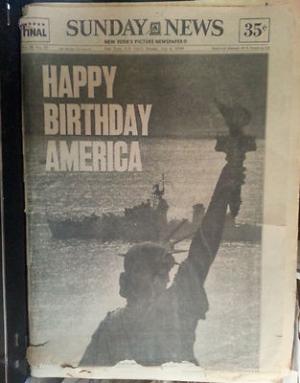 FINAL
SUNDAY NEWS
35¢
NEW YORK'S PICTURE NEWSPAPER
HAPPY
BIRTHDAY
AMERICA